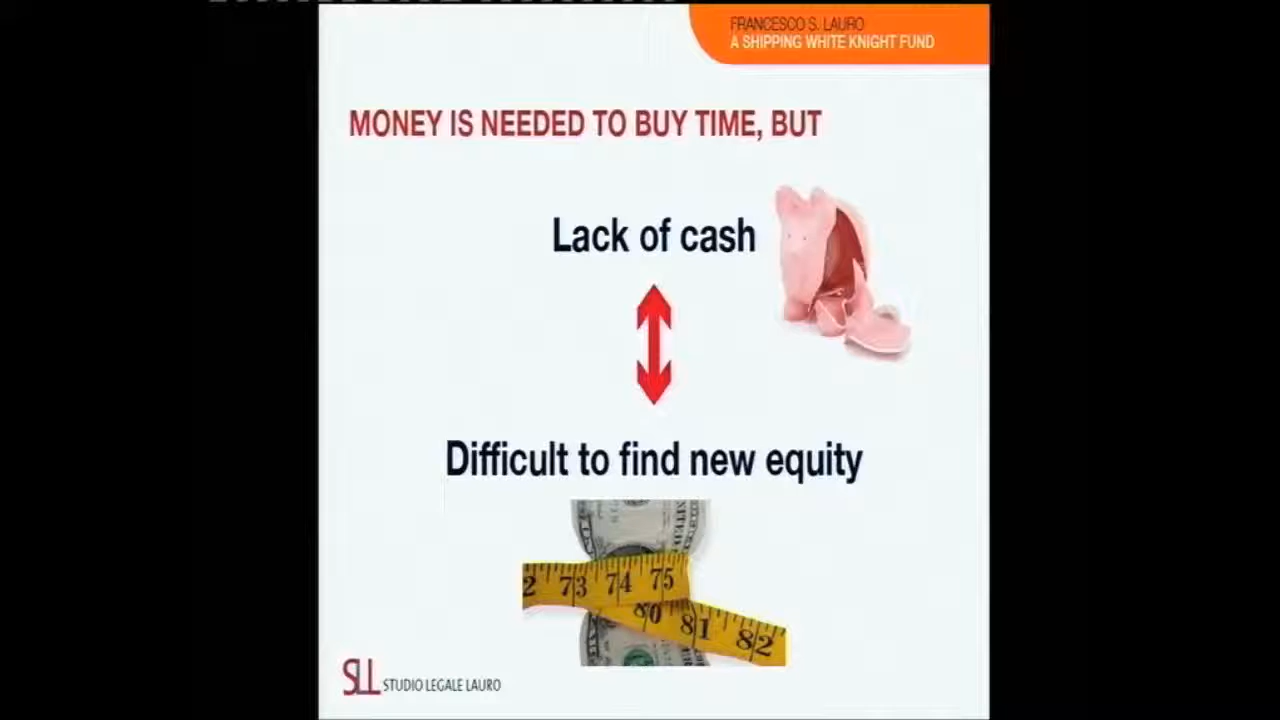 FRANCESCO S. LAURO
A SHIPPING WHITE KNIGHT FUND
MONEY IS NEEDED TO BUY TIME, BUT
Lack of cash
Difficult to find new equity
2 73 74 75
80 81 82
SLL STUDIO LEGALE LAURO